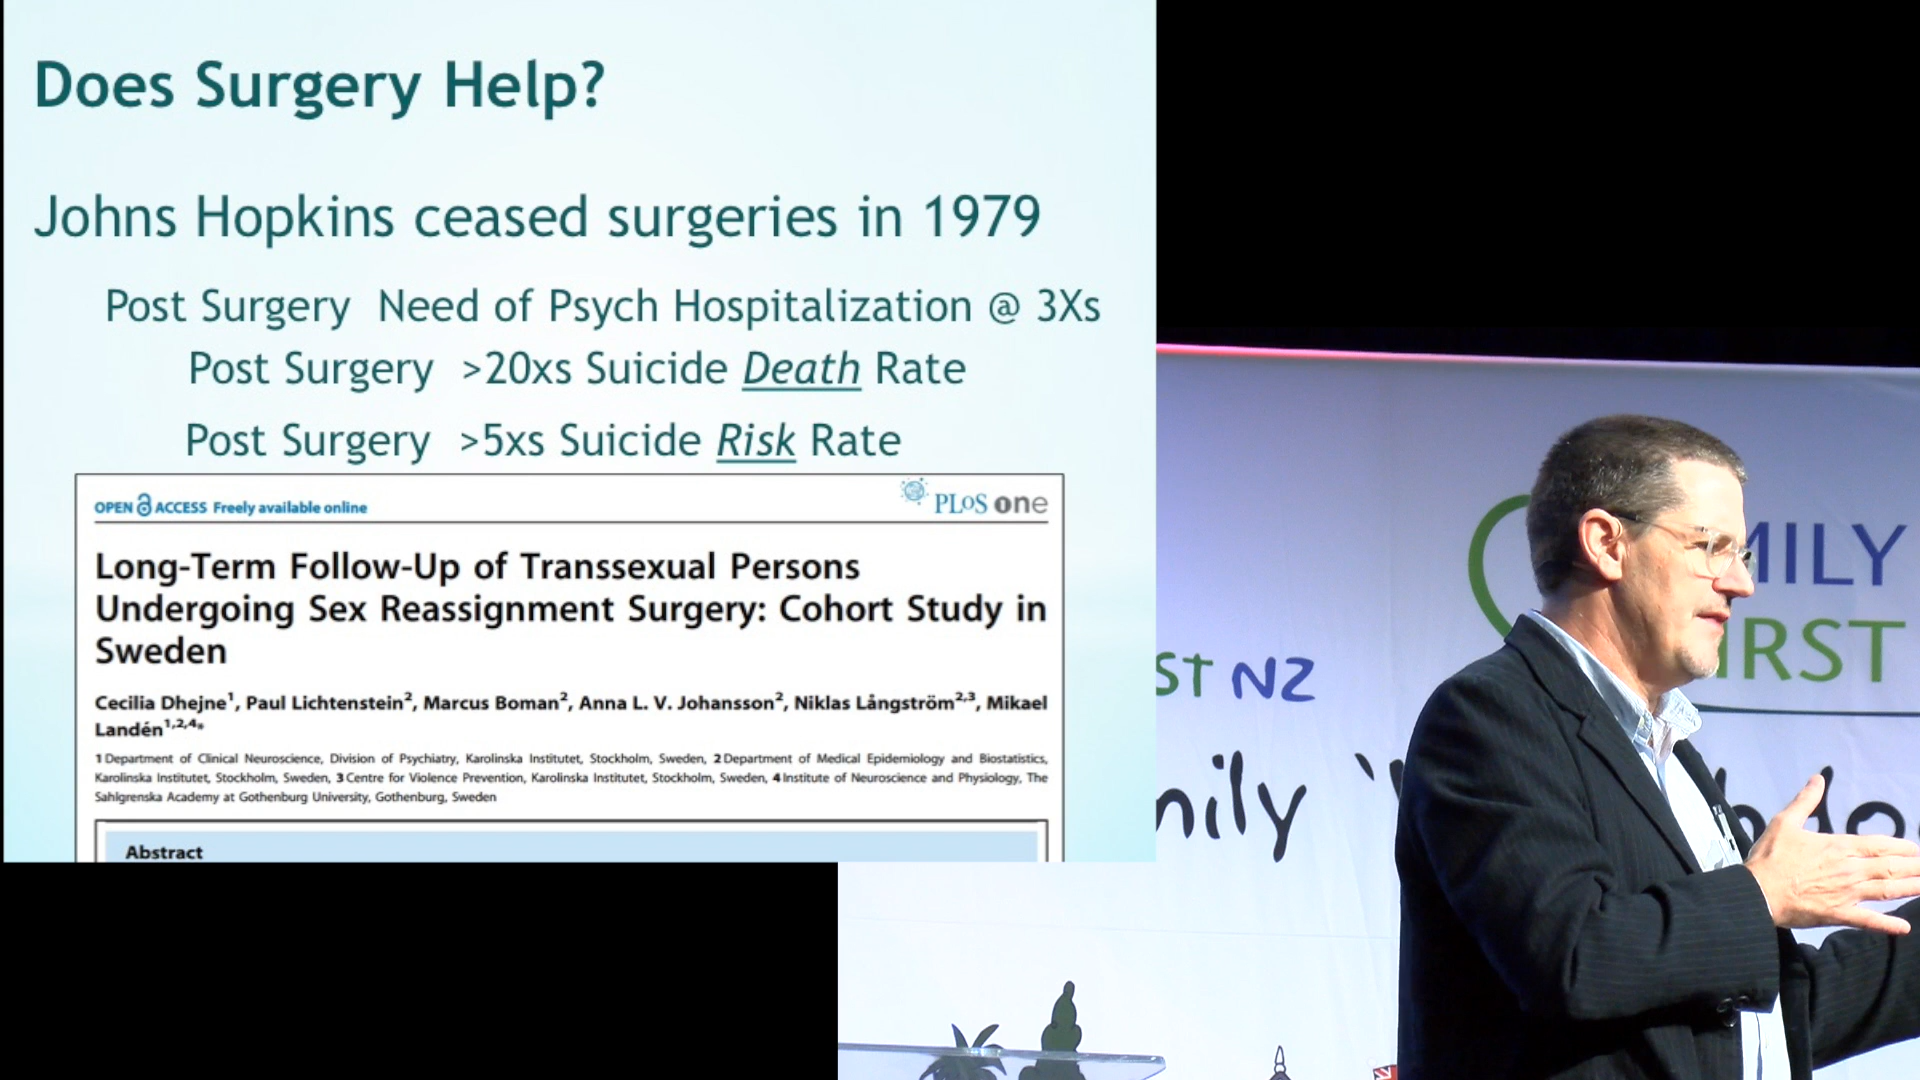 Does Surgery Help?
Johns Hopkins ceased surgeries in 1979
Post Surgery Need of Psych Hospitalization @ 3Xs
Post Surgery >20xs Suicide Death Rate
Post Surgery >5xs Suicide Risk Rate
OPEN ACCESS Freely available online
PLoS one
Long-Term Follow-Up of Transsexual Persons
Undergoing Sex Reassignment Surgery: Cohort Study in
Sweden
Cecilia Dhejne1, Paul Lichtenstein2, Marcus Boman2, Anna L. V. Johansson2, Niklas Långström2,3, Mikael
Landén1,2,4*
1 Department of Clinical Neuroscience, Division of Psychiatry, Karolinska Institutet, Stockholm, Sweden, 2 Department of Medical Epidemiology and Biostatistics,
Karolinska Institutet, Stockholm, Sweden, 3 Centre for Violence Prevention, Karolinska Institutet, Stockholm, Sweden, 4 Institute of Neuroscience and Physiology, The
Sahlgrenska Academy at Gothenburg University, Gothenburg, Sweden
Abstract
MILY
IRST
ST NZ
mily